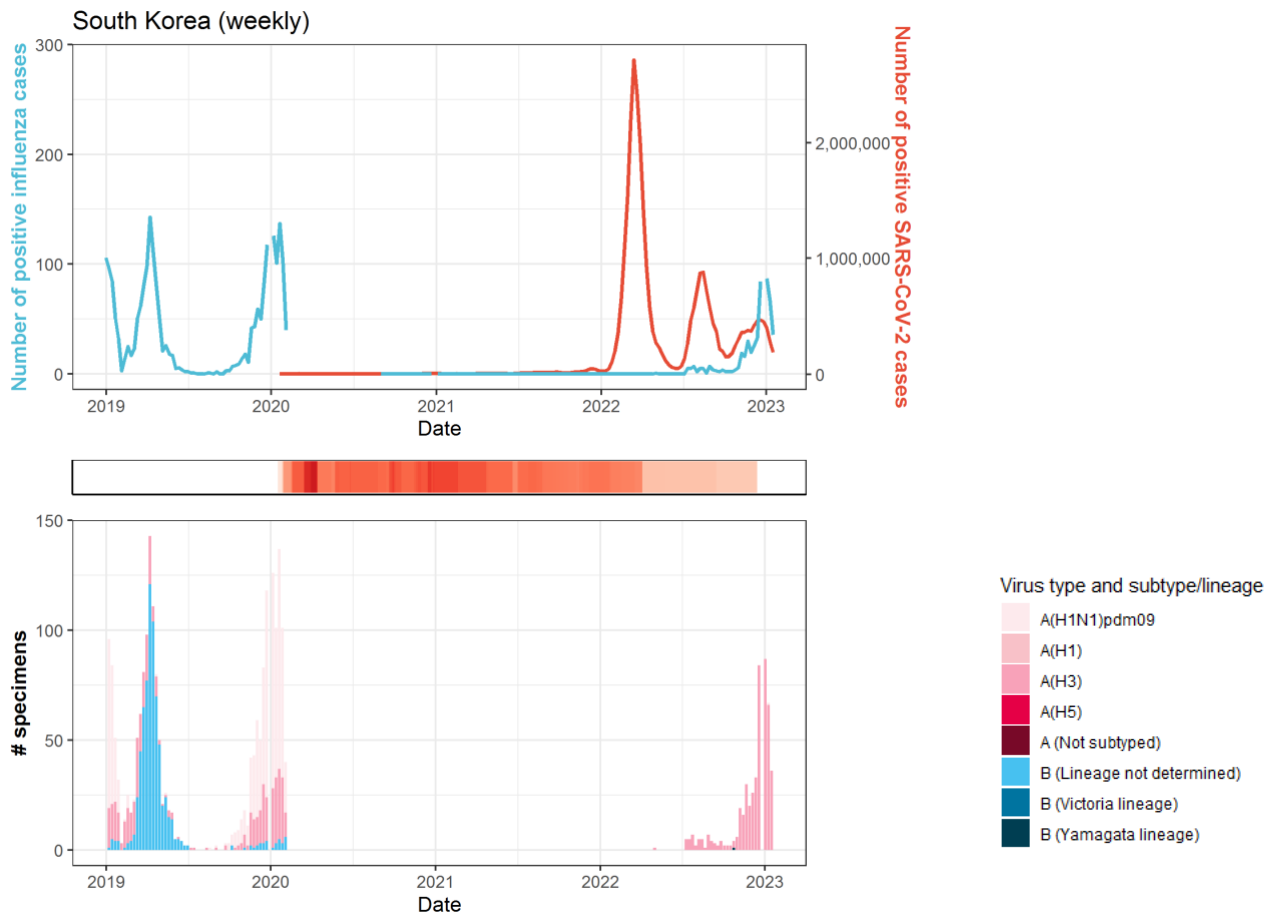 South Korea (weekly)
Number of positive influenza cases
300
200
100
0
2,000,000
1,000,000
0
Number of positive SARS-CoV-2 cases
2019
2020
2021
2022
2023
Date
# specimens
150
100
50
0
2019
2020
2021
2022
2023
Date
Virus type and subtype/lineage
A(H1N1)pdm09
A(H1)
A(H3)
A(H5)
A (Not subtyped)
B (Lineage not determined)
B (Victoria lineage)
B (Yamagata lineage)